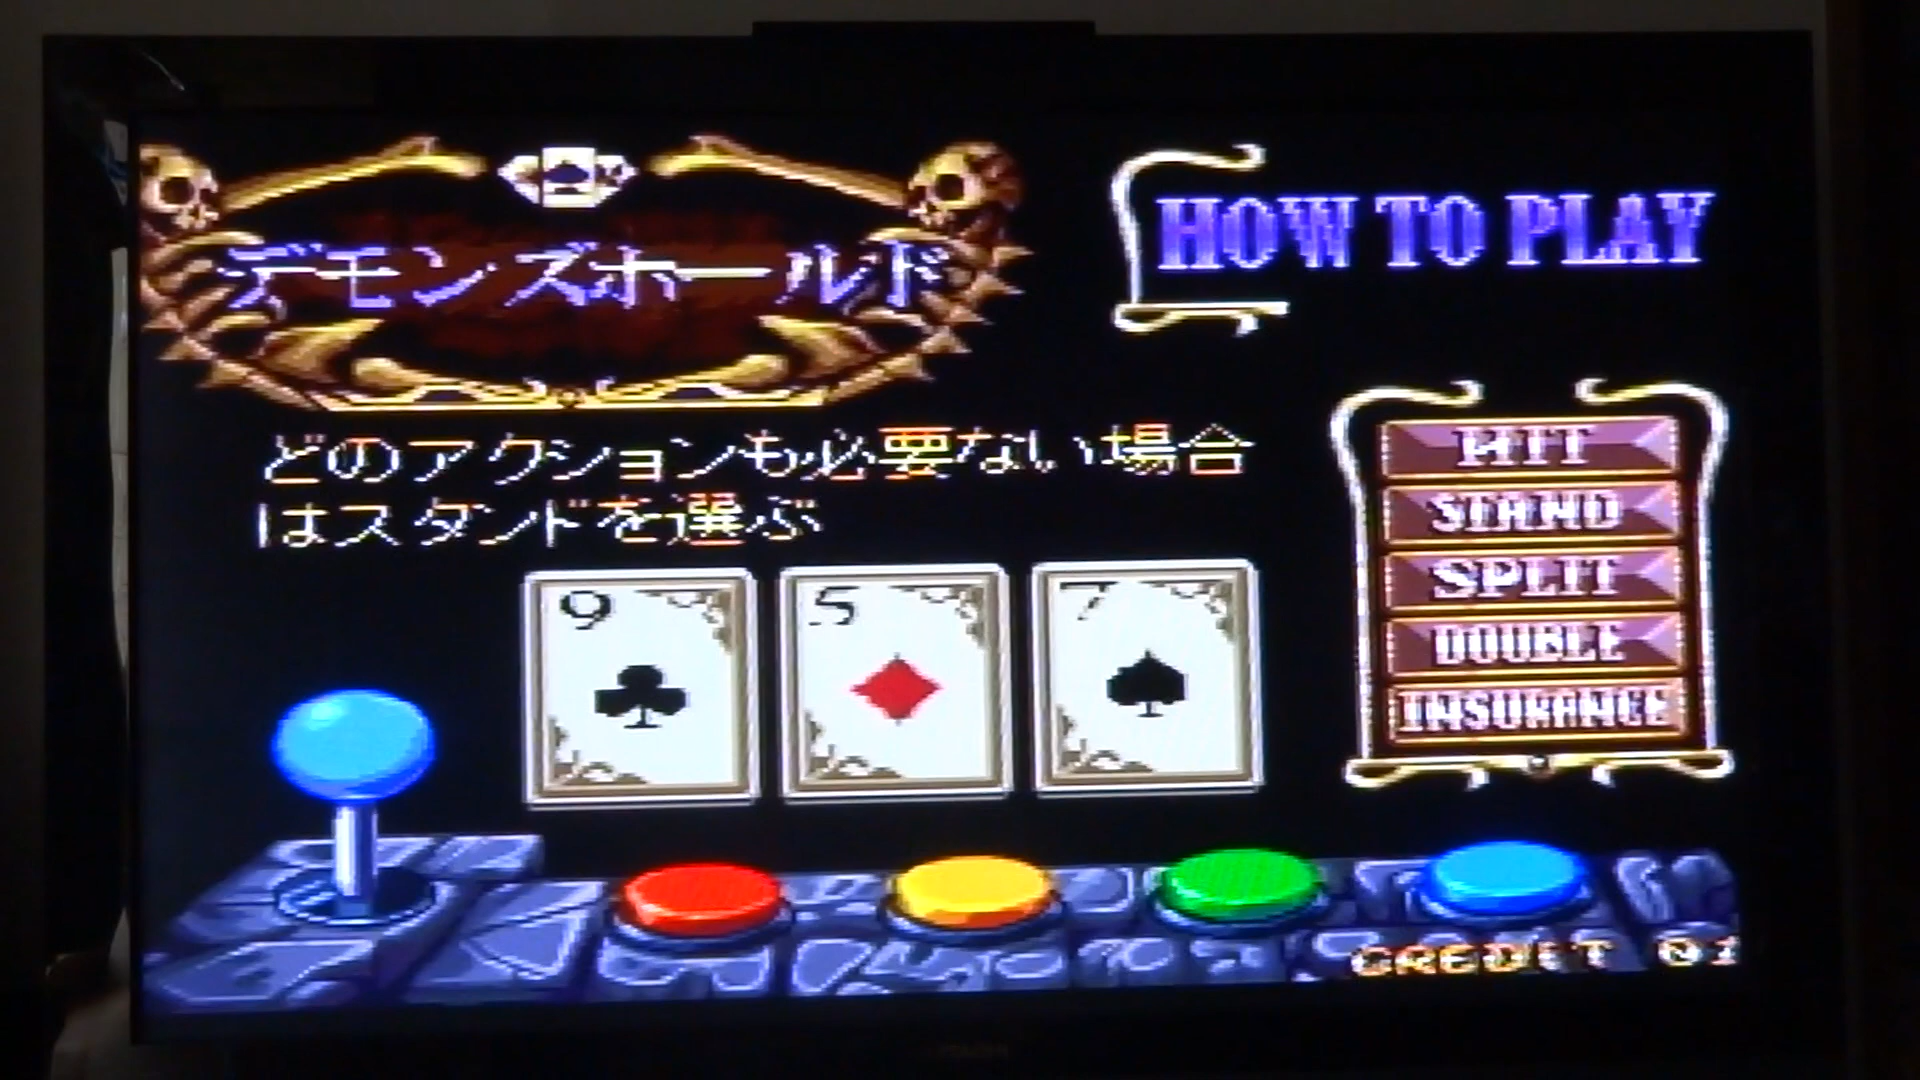 デモンズホールド
HOW TO PLAY
どのアクションも必要ない場合
はスタンドを選ぶ
9
5
7
HIT
STAND
SPLIT
DOUBLE
INSURANCE
CREDIT 01